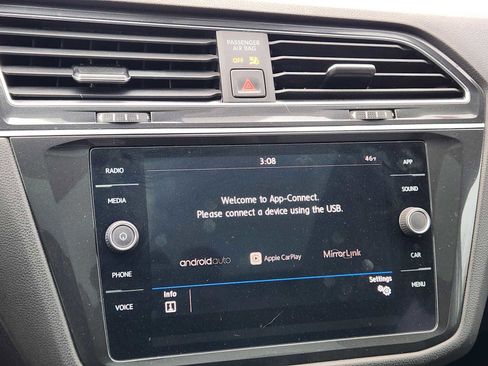 PASSENGER
AIR BAG
OFF
RADIO
3:08
46°F
APP
MEDIA
SOUND
Welcome to App-Connect.
Please connect a device using the USB.
androidauto
Apple CarPlay
MirrorLink
PHONE
CAR
Info
Settings
VOICE
MENU